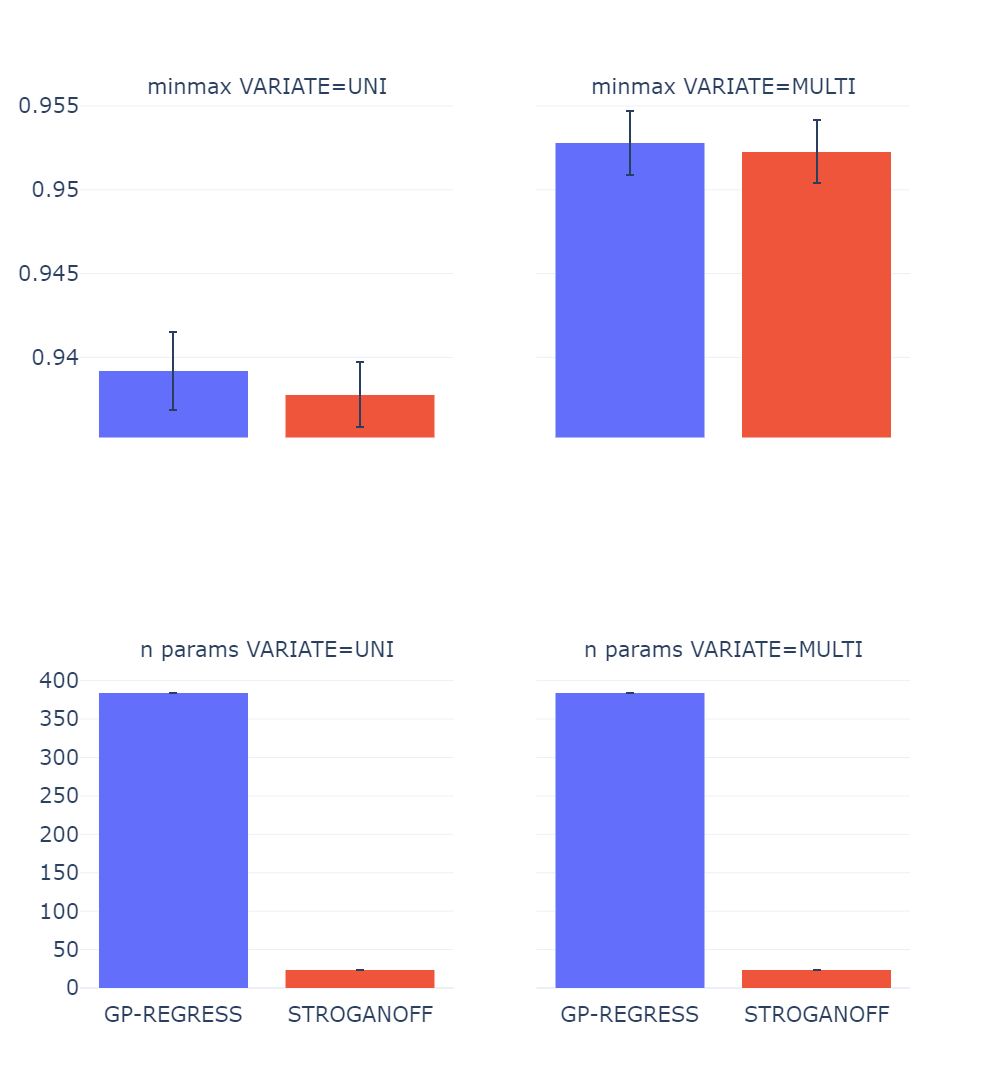 minmax VARIATE=UNI
minmax VARIATE=MULTI
0.955
0.95
0.945
0.94
n params VARIATE=UNI
n params VARIATE=MULTI
400
350
300
250
200
150
100
50
0
GP-REGRESS
STROGANOFF
GP-REGRESS
STROGANOFF